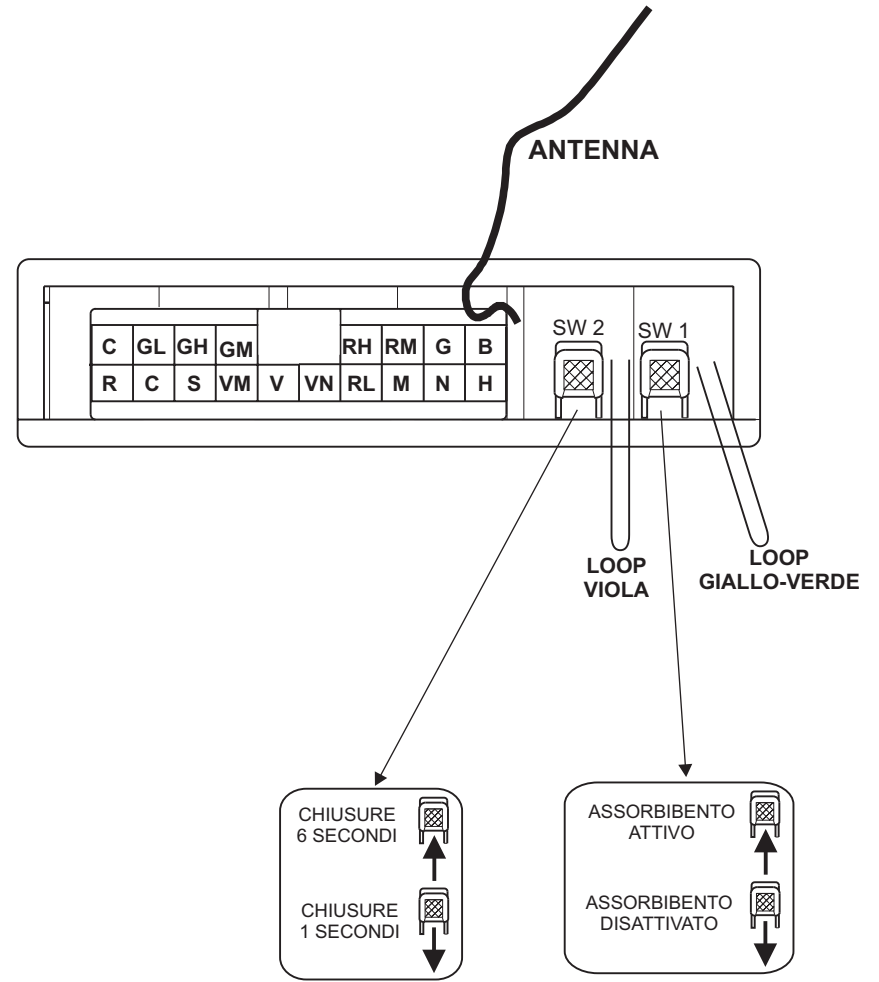 ANTENNA
SW 2 SW 1
C GL GH GM RH RM G B
R C S VM V VN RL M N H
LOOP
VIOLA
LOOP
GIALLO-VERDE
CHIUSURE
6 SECONDI
CHIUSURE
1 SECONDI
ASSORBIBENTO
ATTIVO
ASSORBIBENTO
DISATTIVATO